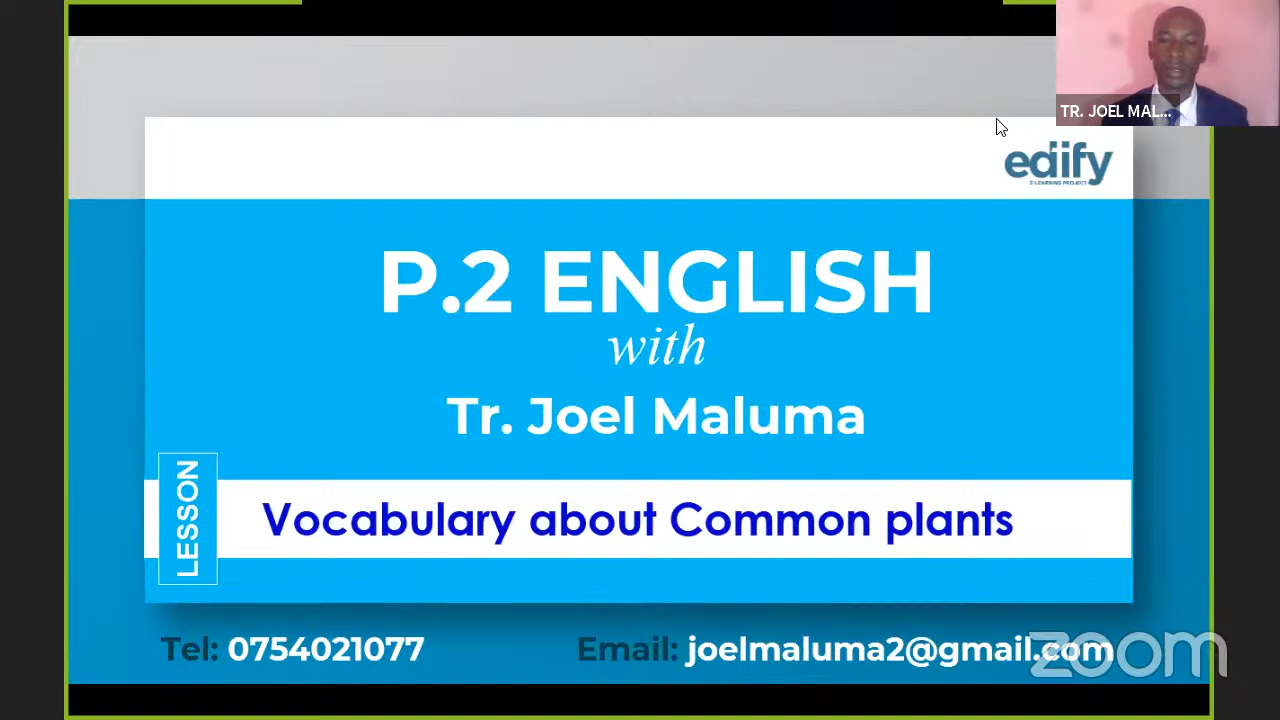 TR. JOEL MAL...
edify
E-LEARNING PROJECT
P.2 ENGLISH
with
Tr. Joel Maluma
LESSON
Vocabulary about Common plants
Tel: 0754021077
Email: joelmaluma2@gmail.com
zoom